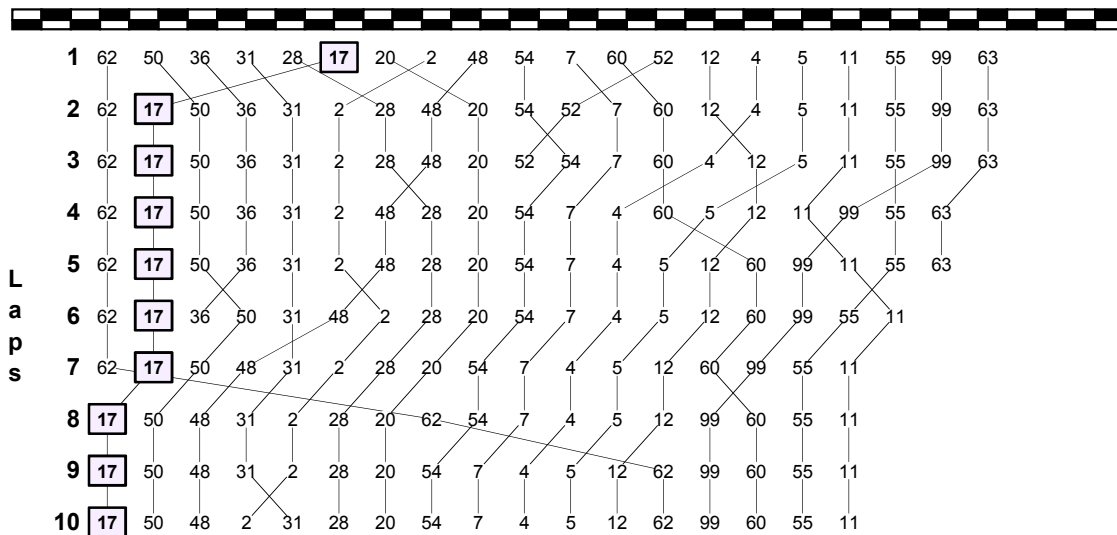 1 62 50 36 31 28 17 20 2 48 54 7 60 52 12 4 5 11 55 99 63
2 62 17 50 36 31 2 28 48 20 54 52 7 60 12 4 5 11 55 99 63
3 62 17 50 36 31 2 28 48 20 52 54 7 60 4 12 5 11 55 99 63
4 62 17 50 36 31 2 48 28 20 54 7 4 60 5 12 11 99 55 63
5 62 17 50 36 31 2 48 28 20 54 7 4 5 12 60 99 11 55 63
6 62 17 36 50 31 48 2 28 20 54 7 4 5 12 60 99 55 11
7 62 17 50 48 31 2 28 20 54 7 4 5 12 60 99 55 11
8 17 50 48 31 2 28 20 62 54 7 4 5 12 99 60 55 11
9 17 50 48 31 2 28 20 54 7 4 5 12 62 99 60 55 11
10 17 50 48 2 31 28 20 54 7 4 5 12 62 99 60 55 11
Laps